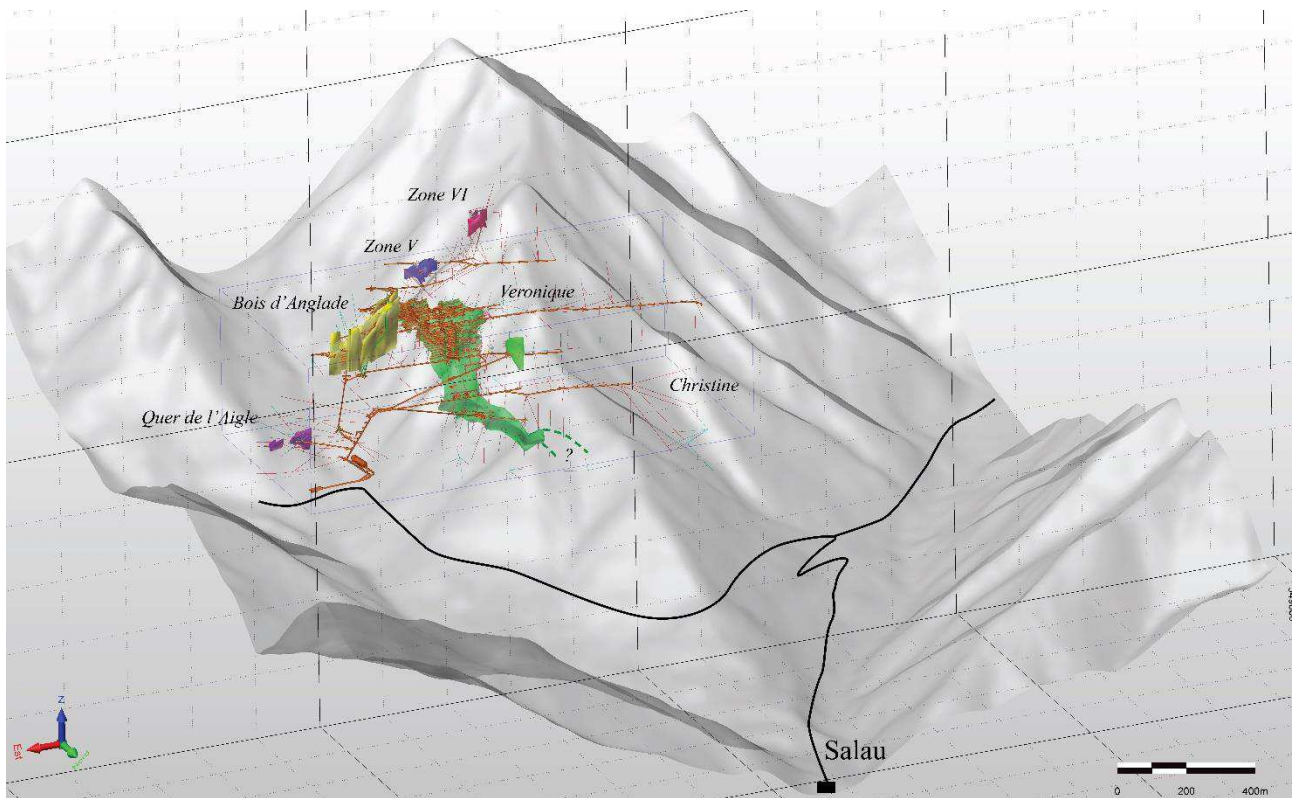 Zone VI
Zone V
Bois d'Anglade
Veronique
Christine
Quer de l'Aigle
?
Salau
Z
Est
0 200 400m